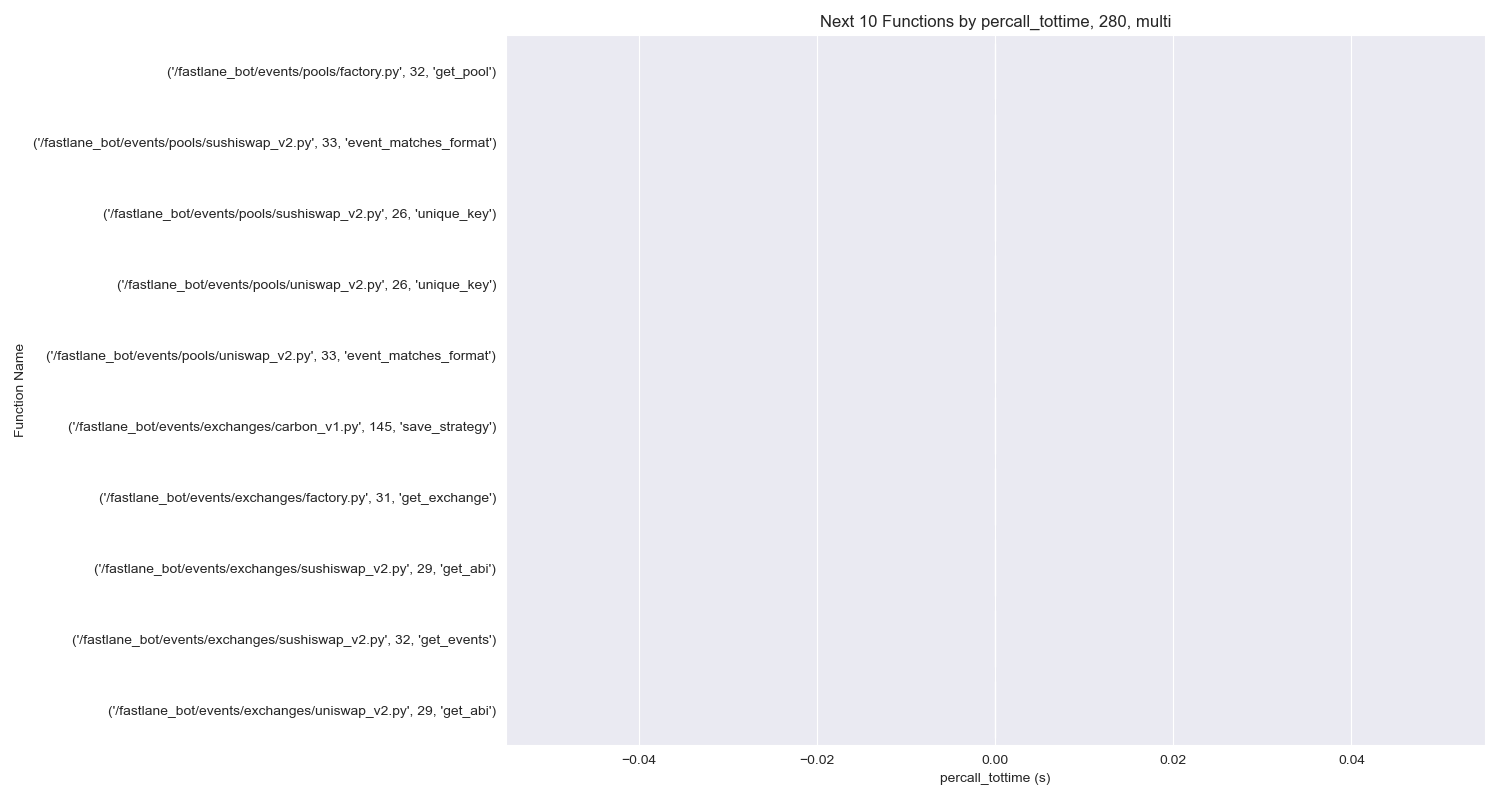 Next 10 Functions by percall_tottime, 280, multi
('/fastlane_bot/events/pools/factory.py', 32, 'get_pool')
('/fastlane_bot/events/pools/sushiswap_v2.py', 33, 'event_matches_format')
('/fastlane_bot/events/pools/sushiswap_v2.py', 26, 'unique_key')
('/fastlane_bot/events/pools/uniswap_v2.py', 26, 'unique_key')
('/fastlane_bot/events/pools/uniswap_v2.py', 33, 'event_matches_format')
('/fastlane_bot/events/exchanges/carbon_v1.py', 145, 'save_strategy')
('/fastlane_bot/events/exchanges/factory.py', 31, 'get_exchange')
('/fastlane_bot/events/exchanges/sushiswap_v2.py', 29, 'get_abi')
('/fastlane_bot/events/exchanges/sushiswap_v2.py', 32, 'get_events')
('/fastlane_bot/events/exchanges/uniswap_v2.py', 29, 'get_abi')
Function Name
−0.04 −0.02 0.00 0.02 0.04
percall_tottime (s)